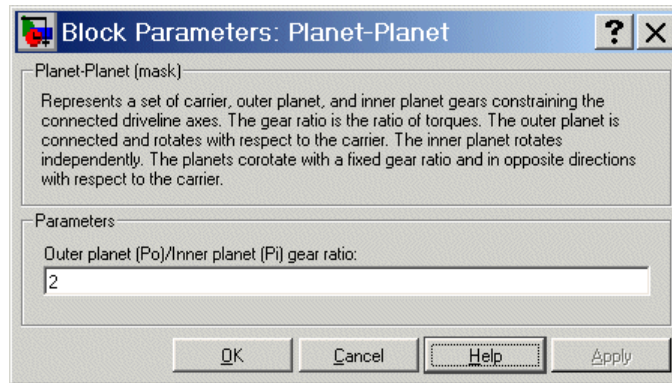 Block Parameters: Planet-Planet
Planet-Planet (mask)
Represents a set of carrier, outer planet, and inner planet gears constraining the
connected driveline axes. The gear ratio is the ratio of torques. The outer planet is
connected and rotates with respect to the carrier. The inner planet rotates
independently. The planets corotate with a fixed gear ratio and in opposite directions
with respect to the carrier.
Parameters
Outer planet (Po)/Inner planet (Pi) gear ratio:
2
OK Cancel Help Apply